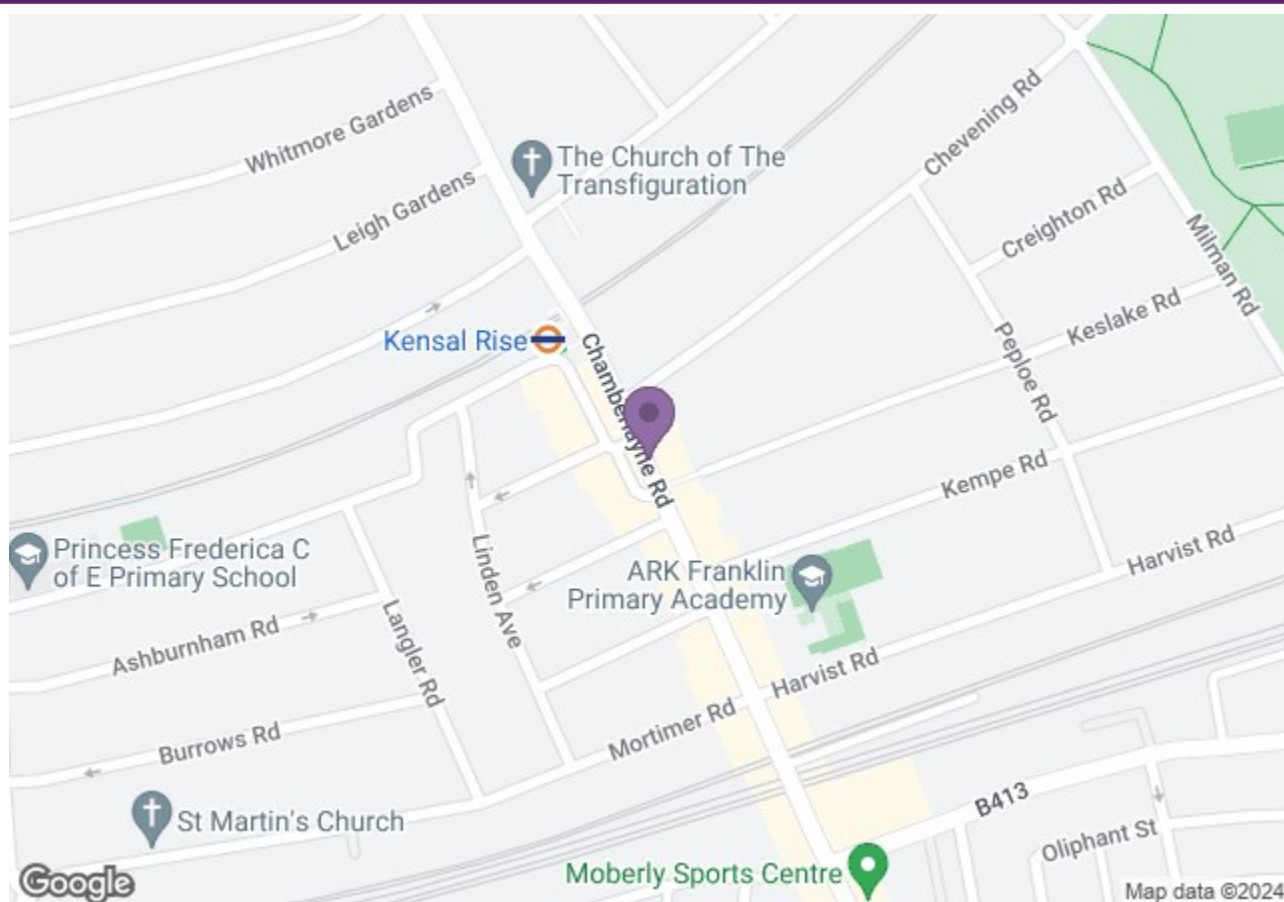 Whitmore Gardens
Leigh Gardens
The Church of The
Transfiguration
Chevening Rd
Creighton Rd
Milman Rd
Keslake Rd
Peploe Rd
Kensal Rise
Chamberlayne Rd
Kempe Rd
Princess Frederica C
of E Primary School
Linden Ave
ARK Franklin
Primary Academy
Harvist Rd
Ashburnham Rd
Langler Rd
Harvist Rd
Mortimer Rd
Burrows Rd
St Martin's Church
B413
Oliphant St
Moberly Sports Centre
Google
Map data ©2024